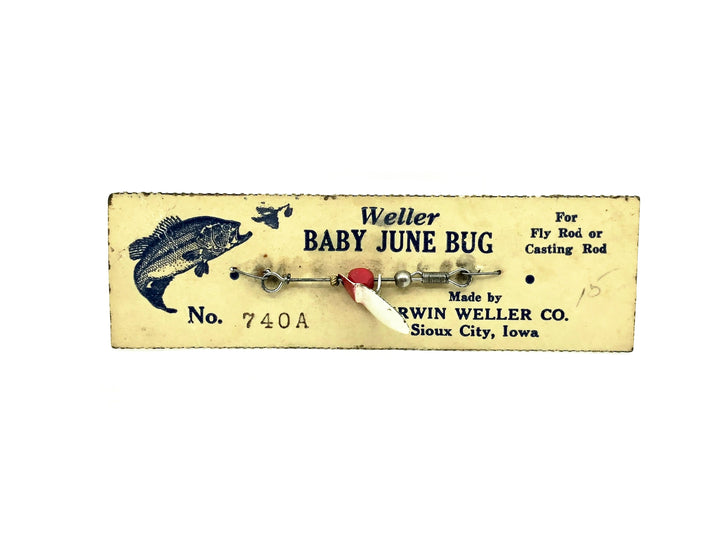 Weller
BABY JUNE BUG
For
Fly Rod or
Casting Rod
No. 740A
Made by
RWIN WELLER CO.
Sioux City, Iowa
15